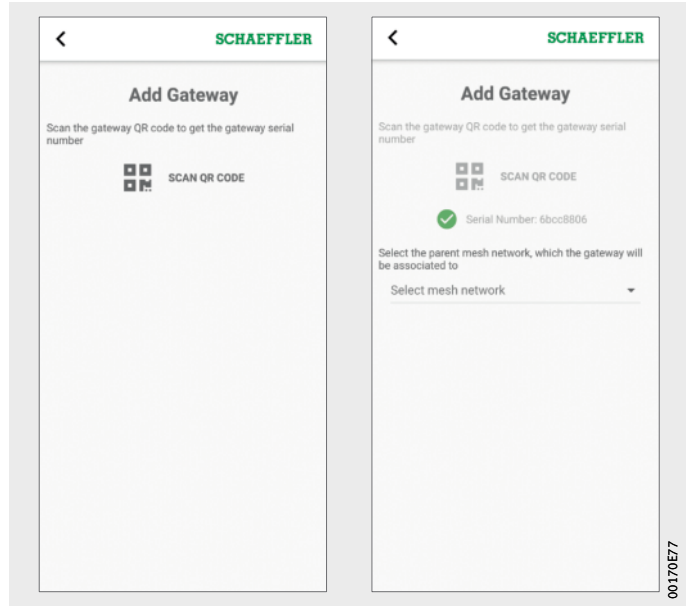 SCHAEFFLER
Add Gateway
Scan the gateway QR code to get the gateway serial
number
SCAN QR CODE
SCHAEFFLER
Add Gateway
Scan the gateway QR code to get the gateway serial
number
SCAN QR CODE
Serial Number: 6bcc8806
Select the parent mesh network, which the gateway will
be associated to
Select mesh network
00170E77